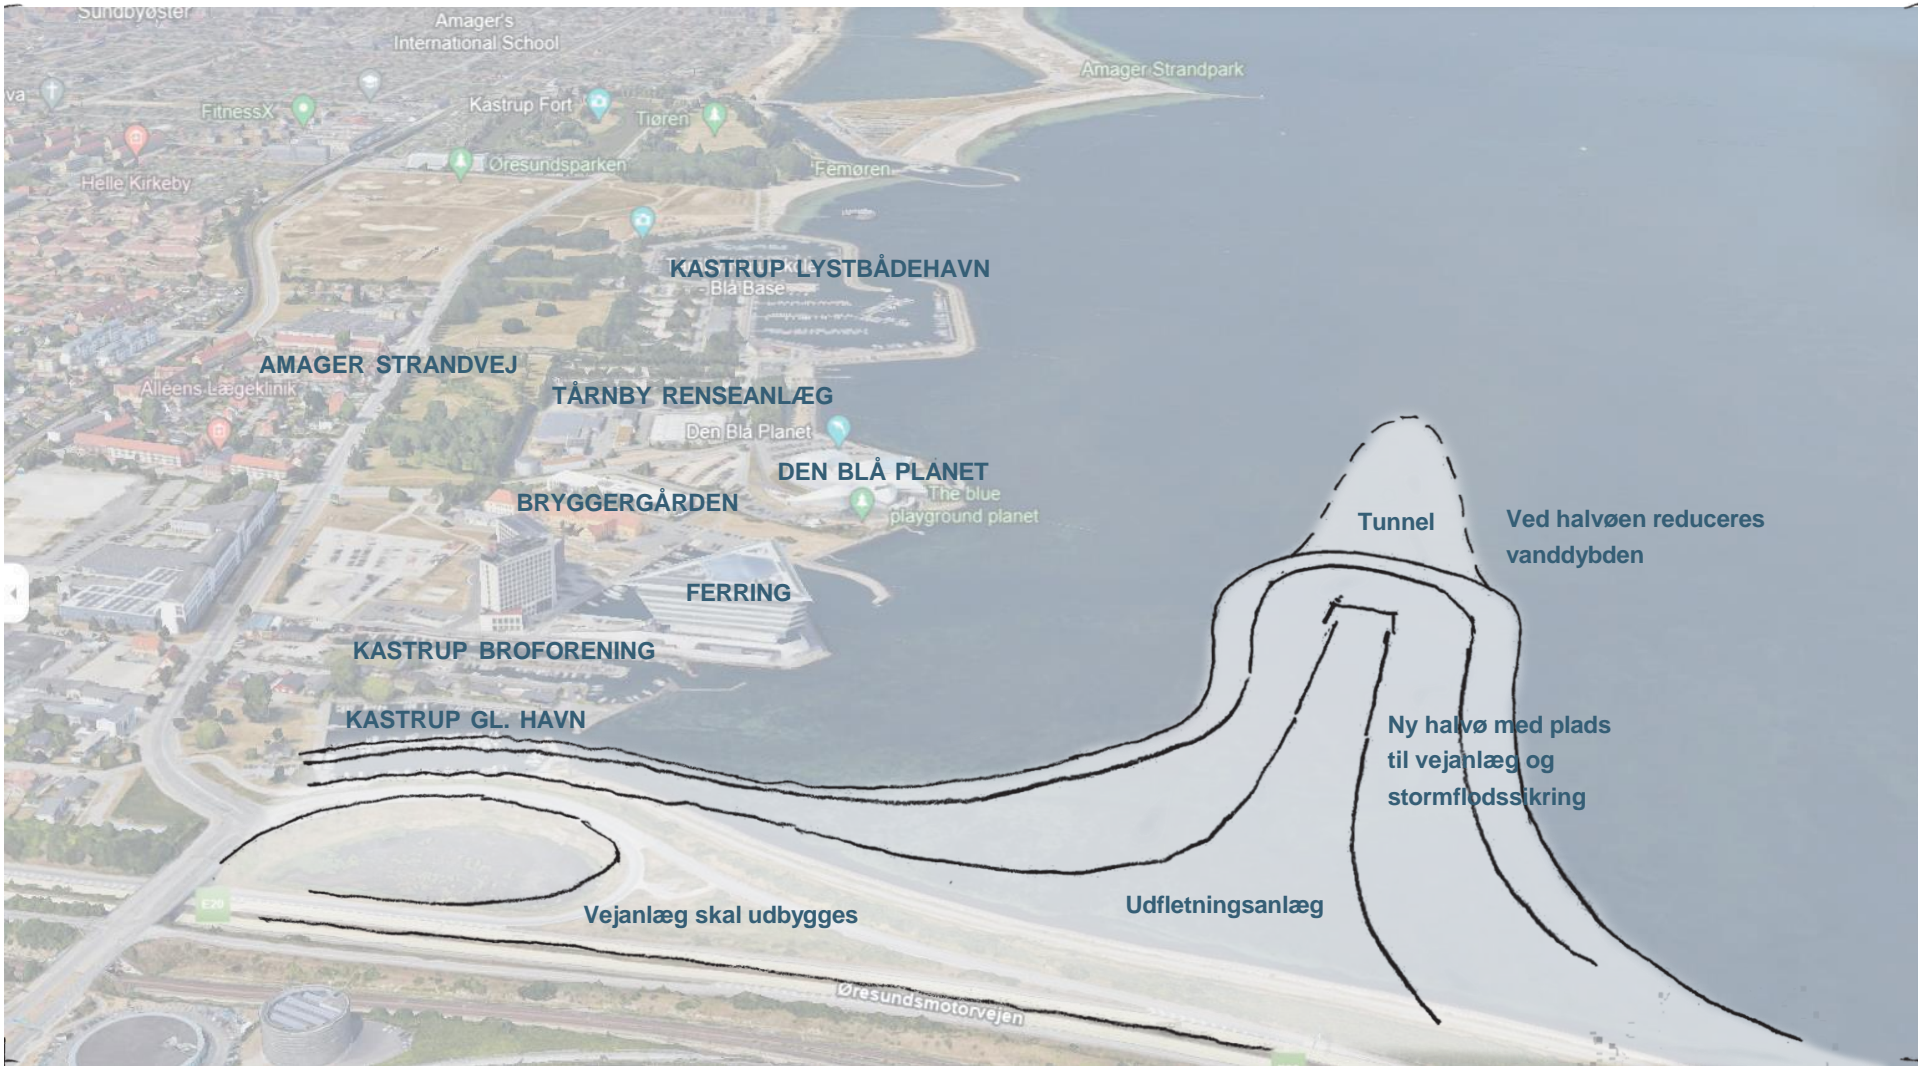 Sundbyøster
Amager's
International School
Amager Strandpark
va
FitnessX
Kastrup Fort
Tiøren
Øresundsparken
Femøren
Helle Kirkeby
KASTRUP LYSTBÅDEHAVN
Blå Base
AMAGER STRANDVEJ
Alléens Lægeklinik
TÅRNBY RENSEANLÆG
Den Blå Planet
DEN BLÅ PLANET
The blue
playground planet
BRYGGERGÅRDEN
Tunnel
Ved halvøen reduceres
vanddybden
FERRING
KASTRUP BROFORENING
KASTRUP GL. HAVN
Ny halvø med plads
til vejanlæg og
stormflodssikring
E20
Vejanlæg skal udbygges
Udfletningsanlæg
Øresundsmotorvejen